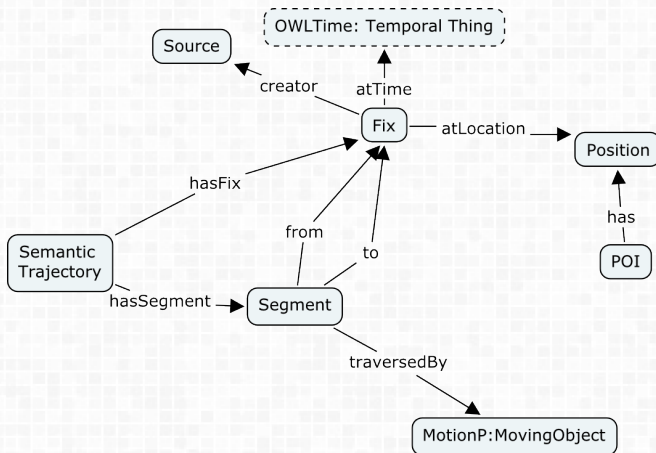 OWLTime: Temporal Thing
Source
creator
atTime
Fix
atLocation
Position
hasFix
has
from
to
Semantic
Trajectory
POI
hasSegment
Segment
traversedBy
MotionP:MovingObject